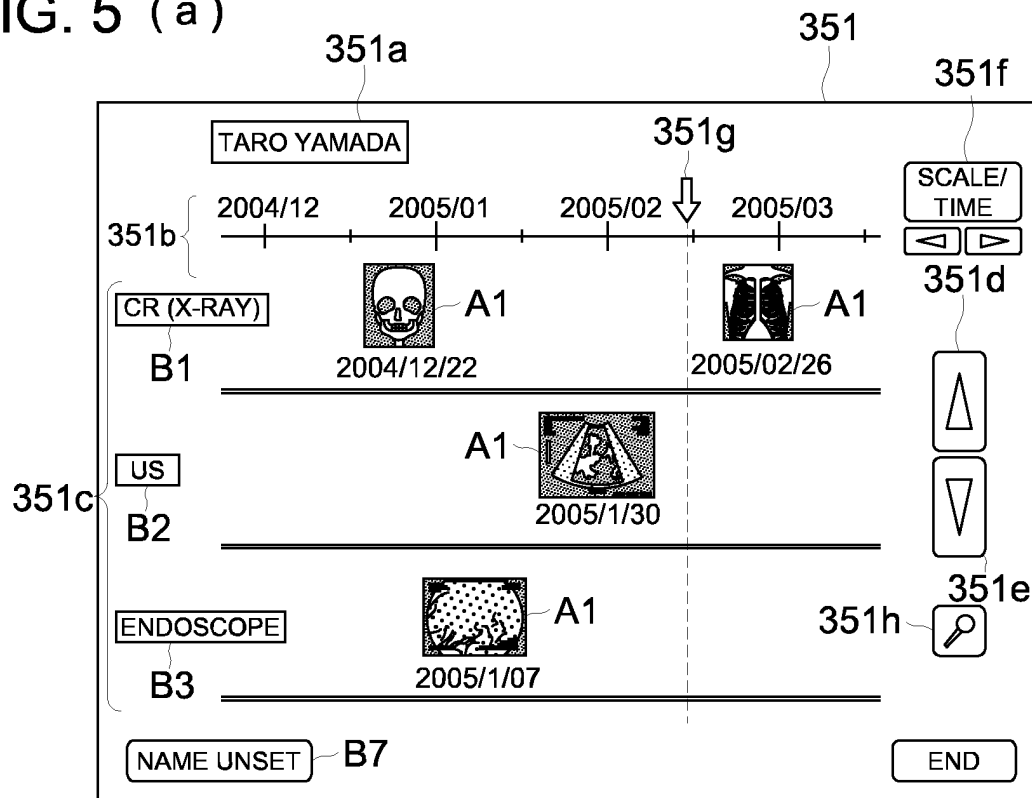 IG. 5 (a)
351a
351
351f
TARO YAMADA
351g
SCALE/
TIME
351b
2004/12
2005/01
2005/02
2005/03
351d
CR (X-RAY)
B1
A1
2004/12/22
A1
2005/02/26
351c
US
B2
A1
2005/1/30
351e
351h
ENDOSCOPE
B3
A1
2005/1/07
NAME UNSET
B7
END